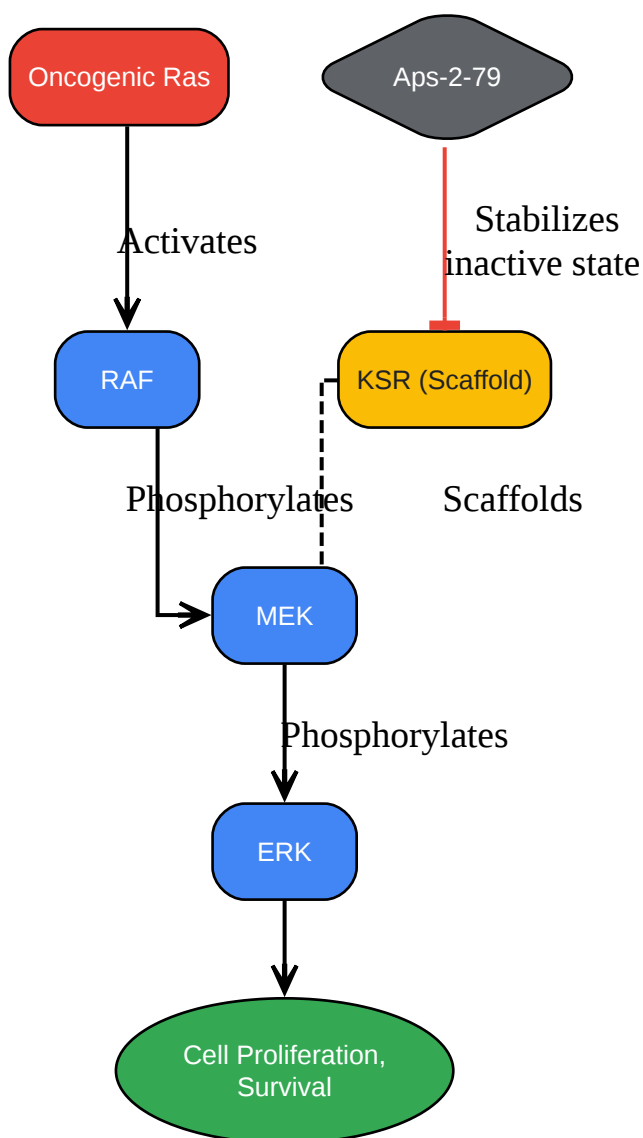 Oncogenic Ras
Aps-2-79
Activates
Stabilizes
inactive state
RAF
KSR (Scaffold)
Phosphorylates
Scaffolds
MEK
Phosphorylates
ERK
Cell Proliferation,
Survival